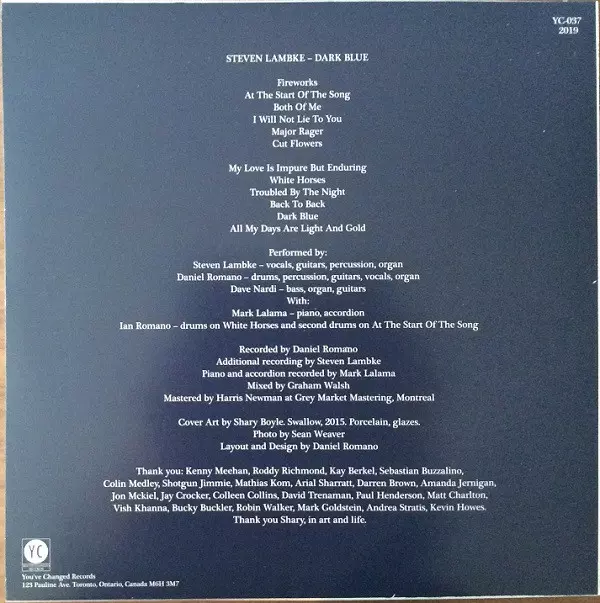 YC-037
2019
STEVEN LAMBKE – DARK BLUE
Fireworks
At The Start Of The Song
Both Of Me
I Will Not Lie To You
Major Rager
Cut Flowers
My Love Is Impure But Enduring
White Horses
Troubled By The Night
Back To Back
Dark Blue
All My Days Are Light And Gold
Performed by:
Steven Lambke – vocals, guitars, percussion, organ
Daniel Romano – drums, percussion, guitars, vocals, organ
Dave Nardi – bass, organ, guitars
With:
Mark Lalama – piano, accordion
Ian Romano – drums on White Horses and second drums on At The Start Of The Song
Recorded by Daniel Romano
Additional recording by Steven Lambke
Piano and accordion recorded by Mark Lalama
Mixed by Graham Walsh
Mastered by Harris Newman at Grey Market Mastering, Montreal
Cover Art by Shary Boyle. Swallow, 2015. Porcelain, glazes.
Photo by Sean Weaver
Layout and Design by Daniel Romano
Thank you: Kenny Meehan, Roddy Richmond, Kay Berkel, Sebastian Buzzalino,
Colin Medley, Shotgun Jimmie, Mathias Kom, Arial Sharratt, Darren Brown, Amanda Jernigan,
Jon Mckiel, Jay Crocker, Colleen Collins, David Trenaman, Paul Henderson, Matt Charlton,
Vish Khanna, Bucky Buckler, Robin Walker, Mark Goldstein, Andrea Stratis, Kevin Howes.
Thank you Shary, in art and life.
YC
You've Changed Records
123 Pauline Ave. Toronto, Ontario, Canada M6H 3M7